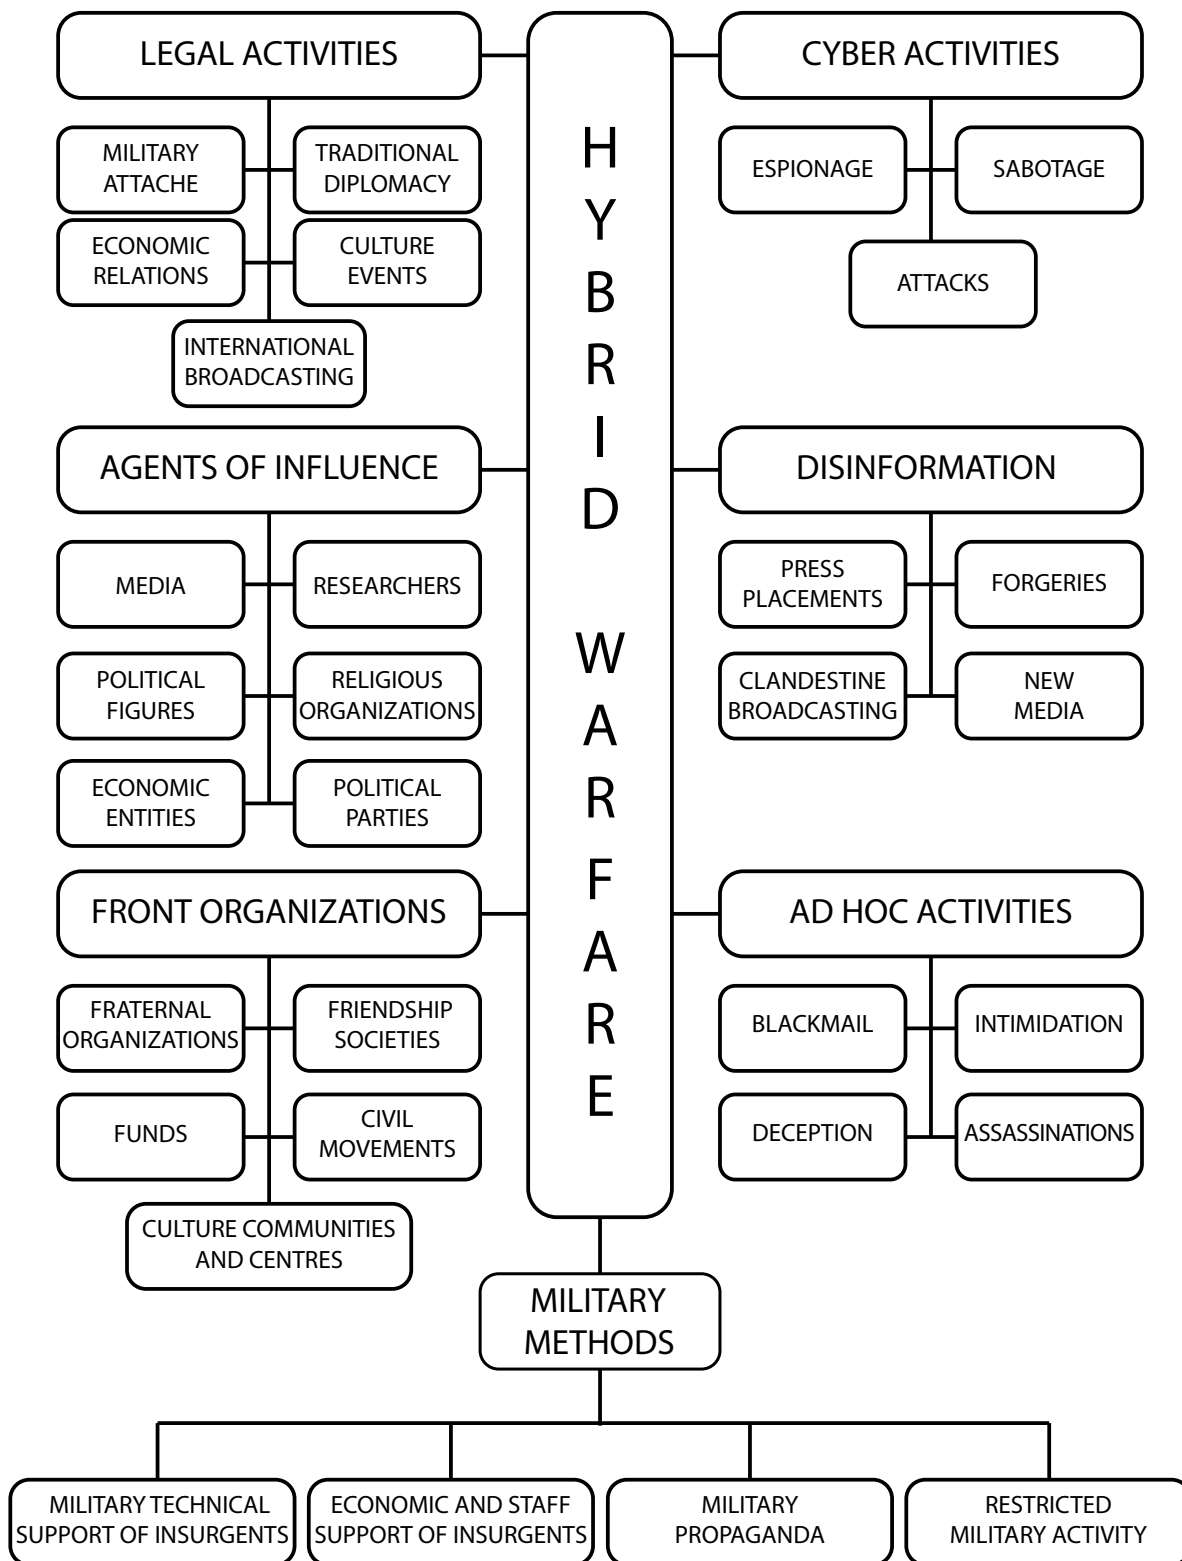 LEGAL ACTIVITIES
MILITARY
ATTACHE
TRADITIONAL
DIPLOMACY
ECONOMIC
RELATIONS
CULTURE
EVENTS
INTERNATIONAL
BROADCASTING
AGENTS OF INFLUENCE
MEDIA
RESEARCHERS
POLITICAL
FIGURES
RELIGIOUS
ORGANIZATIONS
ECONOMIC
ENTITIES
POLITICAL
PARTIES
FRONT ORGANIZATIONS
FRATERNAL
ORGANIZATIONS
FRIENDSHIP
SOCIETIES
FUNDS
CIVIL
MOVEMENTS
CULTURE COMMUNITIES
AND CENTRES
HYBRID WARFARE
CYBER ACTIVITIES
ESPIONAGE
SABOTAGE
ATTACKS
DISINFORMATION
PRESS
PLACEMENTS
FORGERIES
CLANDESTINE
BROADCASTING
NEW
MEDIA
AD HOC ACTIVITIES
BLACKMAIL
INTIMIDATION
DECEPTION
ASSASSINATIONS
MILITARY
METHODS
MILITARY TECHNICAL
SUPPORT OF INSURGENTS
ECONOMIC AND STAFF
SUPPORT OF INSURGENTS
MILITARY
PROPAGANDA
RESTRICTED
MILITARY ACTIVITY